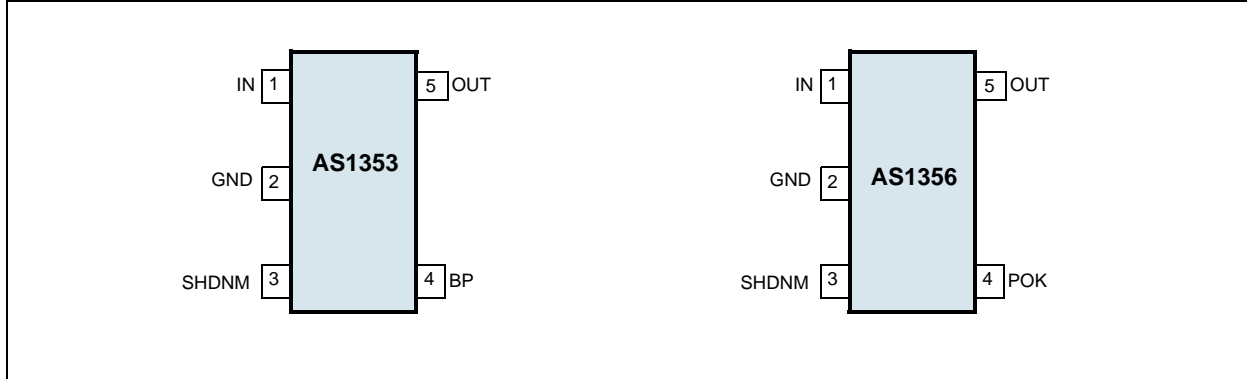 IN 1
5 OUT
AS1353
GND 2
SHDNM 3
4 BP
IN 1
5 OUT
AS1356
GND 2
SHDNM 3
4 POK